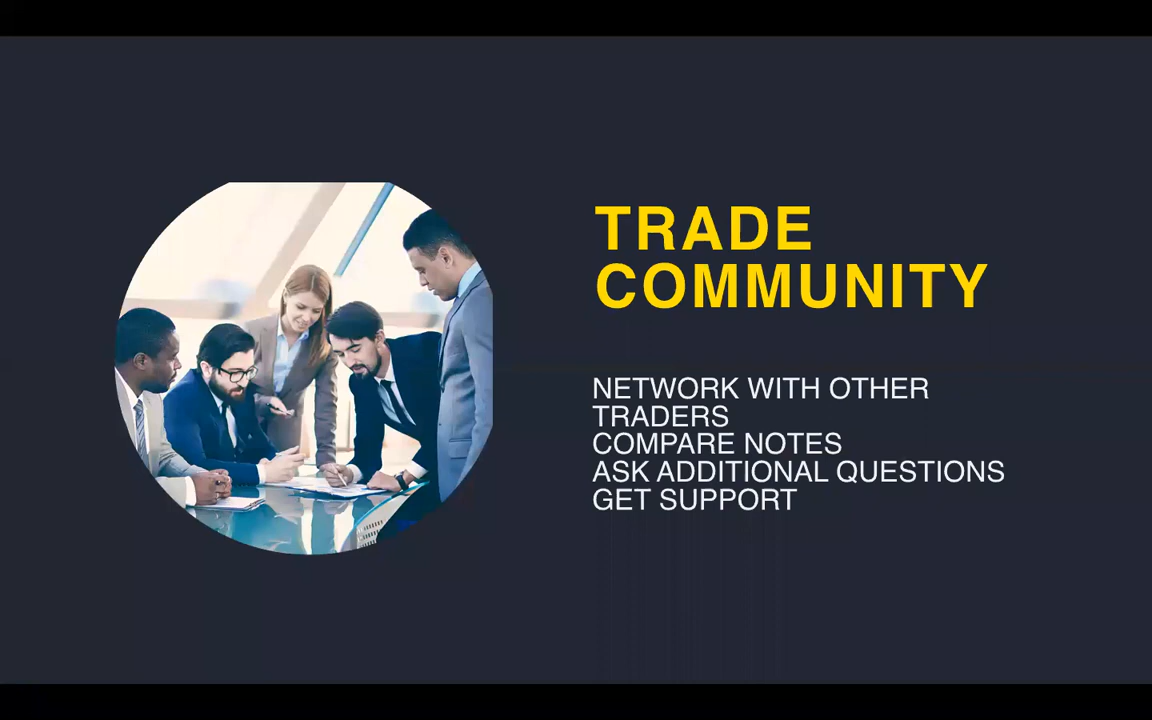 TRADE
COMMUNITY
NETWORK WITH OTHER
TRADERS
COMPARE NOTES
ASK ADDITIONAL QUESTIONS
GET SUPPORT